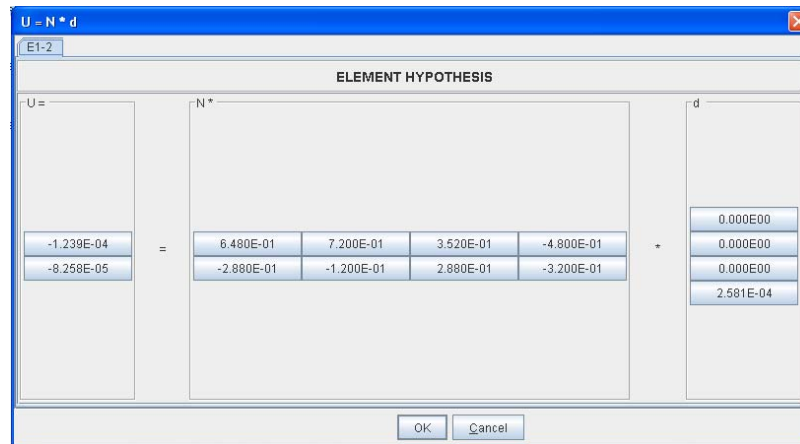 U = N * d
E1-2
ELEMENT HYPOTHESIS
U =
N *
d
0.000E00
-1.239E-04 = 6.480E-01 7.200E-01 3.520E-01 -4.800E-01 * 0.000E00
-8.258E-05 -2.880E-01 -1.200E-01 2.880E-01 -3.200E-01 0.000E00
2.581E-04
OK Cancel